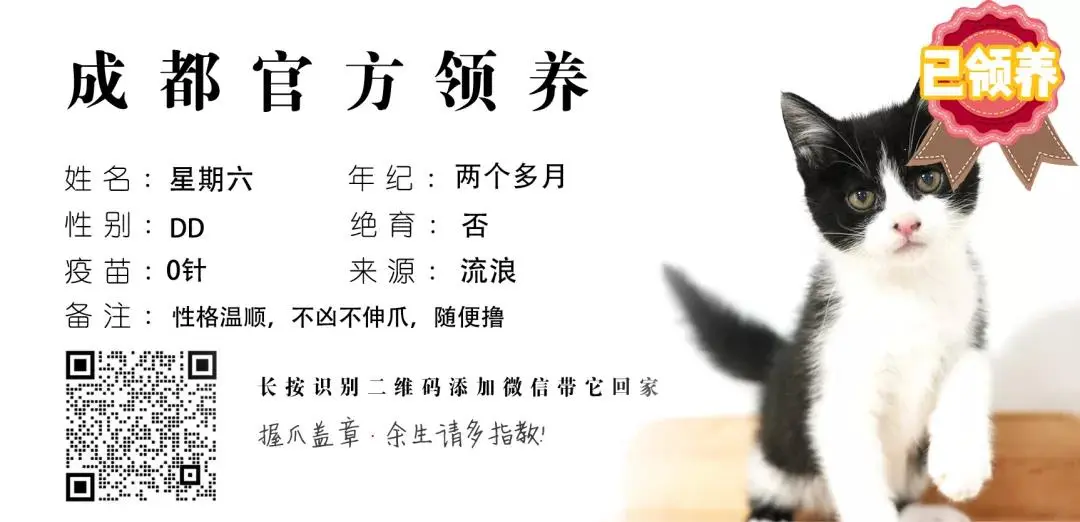 成都官方领养
已领养
姓名：星期六 年纪：两个多月
性别：DD 绝育：否
疫苗：0针 来源：流浪
备注：性格温顺，不凶不伸爪，随便撸
长按识别二维码添加微信带它回家
握爪盖章·余生请多指教!